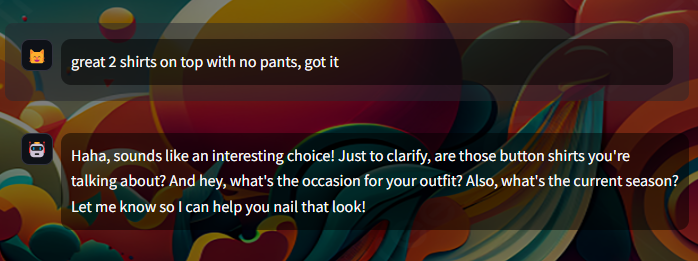 great 2 shirts on top with no pants, got it
Haha, sounds like an interesting choice! Just to clarify, are those button shirts you're
talking about? And hey, what's the occasion for your outfit? Also, what's the current season?
Let me know so I can help you nail that look!